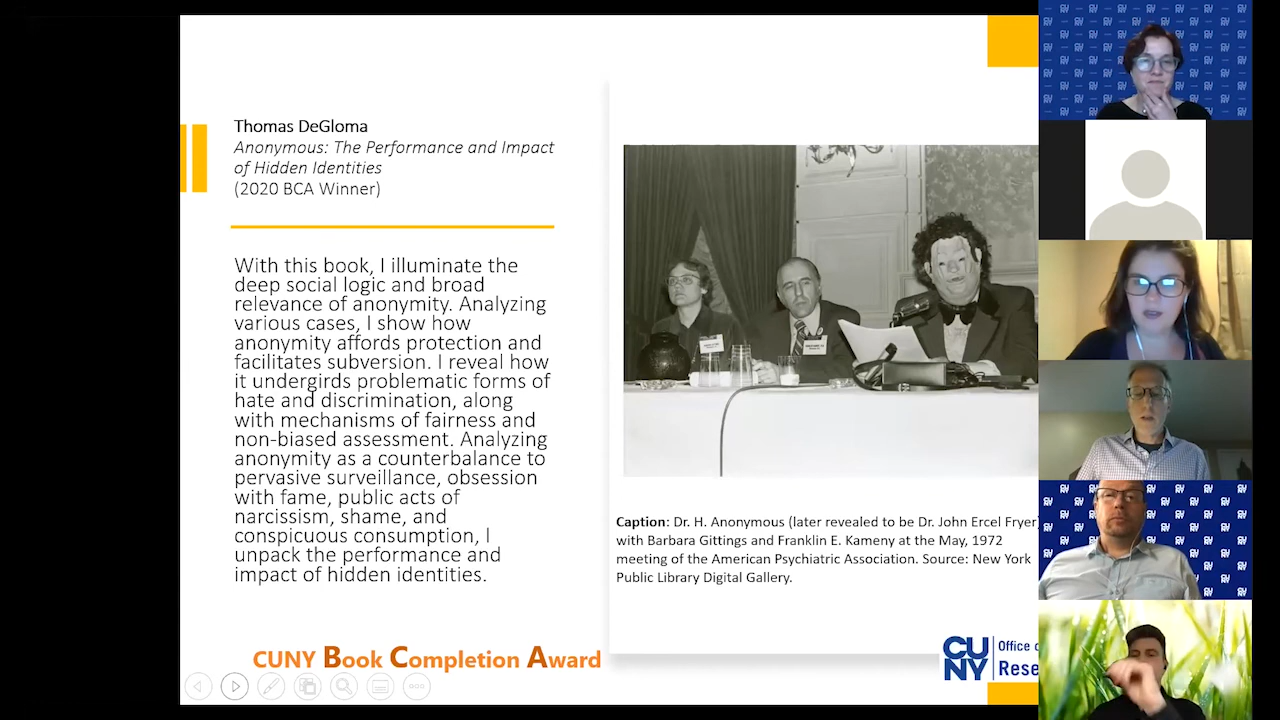 Thomas DeGloma
Anonymous: The Performance and Impact
of Hidden Identities
(2020 BCA Winner)
With this book, I illuminate the
deep social logic and broad
relevance of anonymity. Analyzing
various cases, I show how
anonymity affords protection and
facilitates subversion. I reveal how
it undergirds problematic forms of
hate and discrimination, along
with mechanisms of fairness and
non-biased assessment. Analyzing
anonymity as a counterbalance to
pervasive surveillance, obsession
with fame, public acts of
narcissism, shame, and
conspicuous consumption, I
unpack the performance and
impact of hidden identities.
Caption: Dr. H. Anonymous (later revealed to be Dr. John Ercel Fryer)
with Barbara Gittings and Franklin E. Kameny at the May, 1972
meeting of the American Psychiatric Association. Source: New York
Public Library Digital Gallery.
CUNY Book Completion Award
CU
NY
Office
Rese